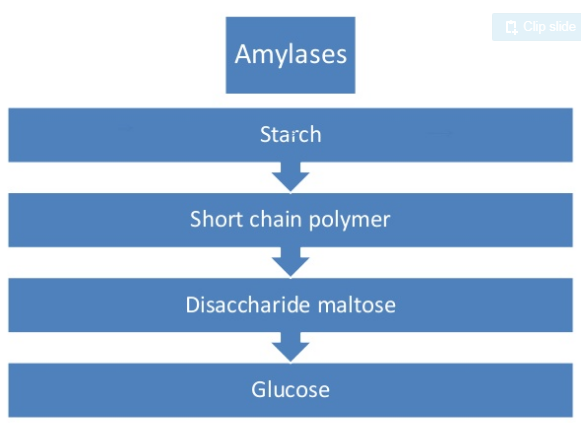 Clip slide
Amylases
Starch
Short chain polymer
Disaccharide maltose
Glucose